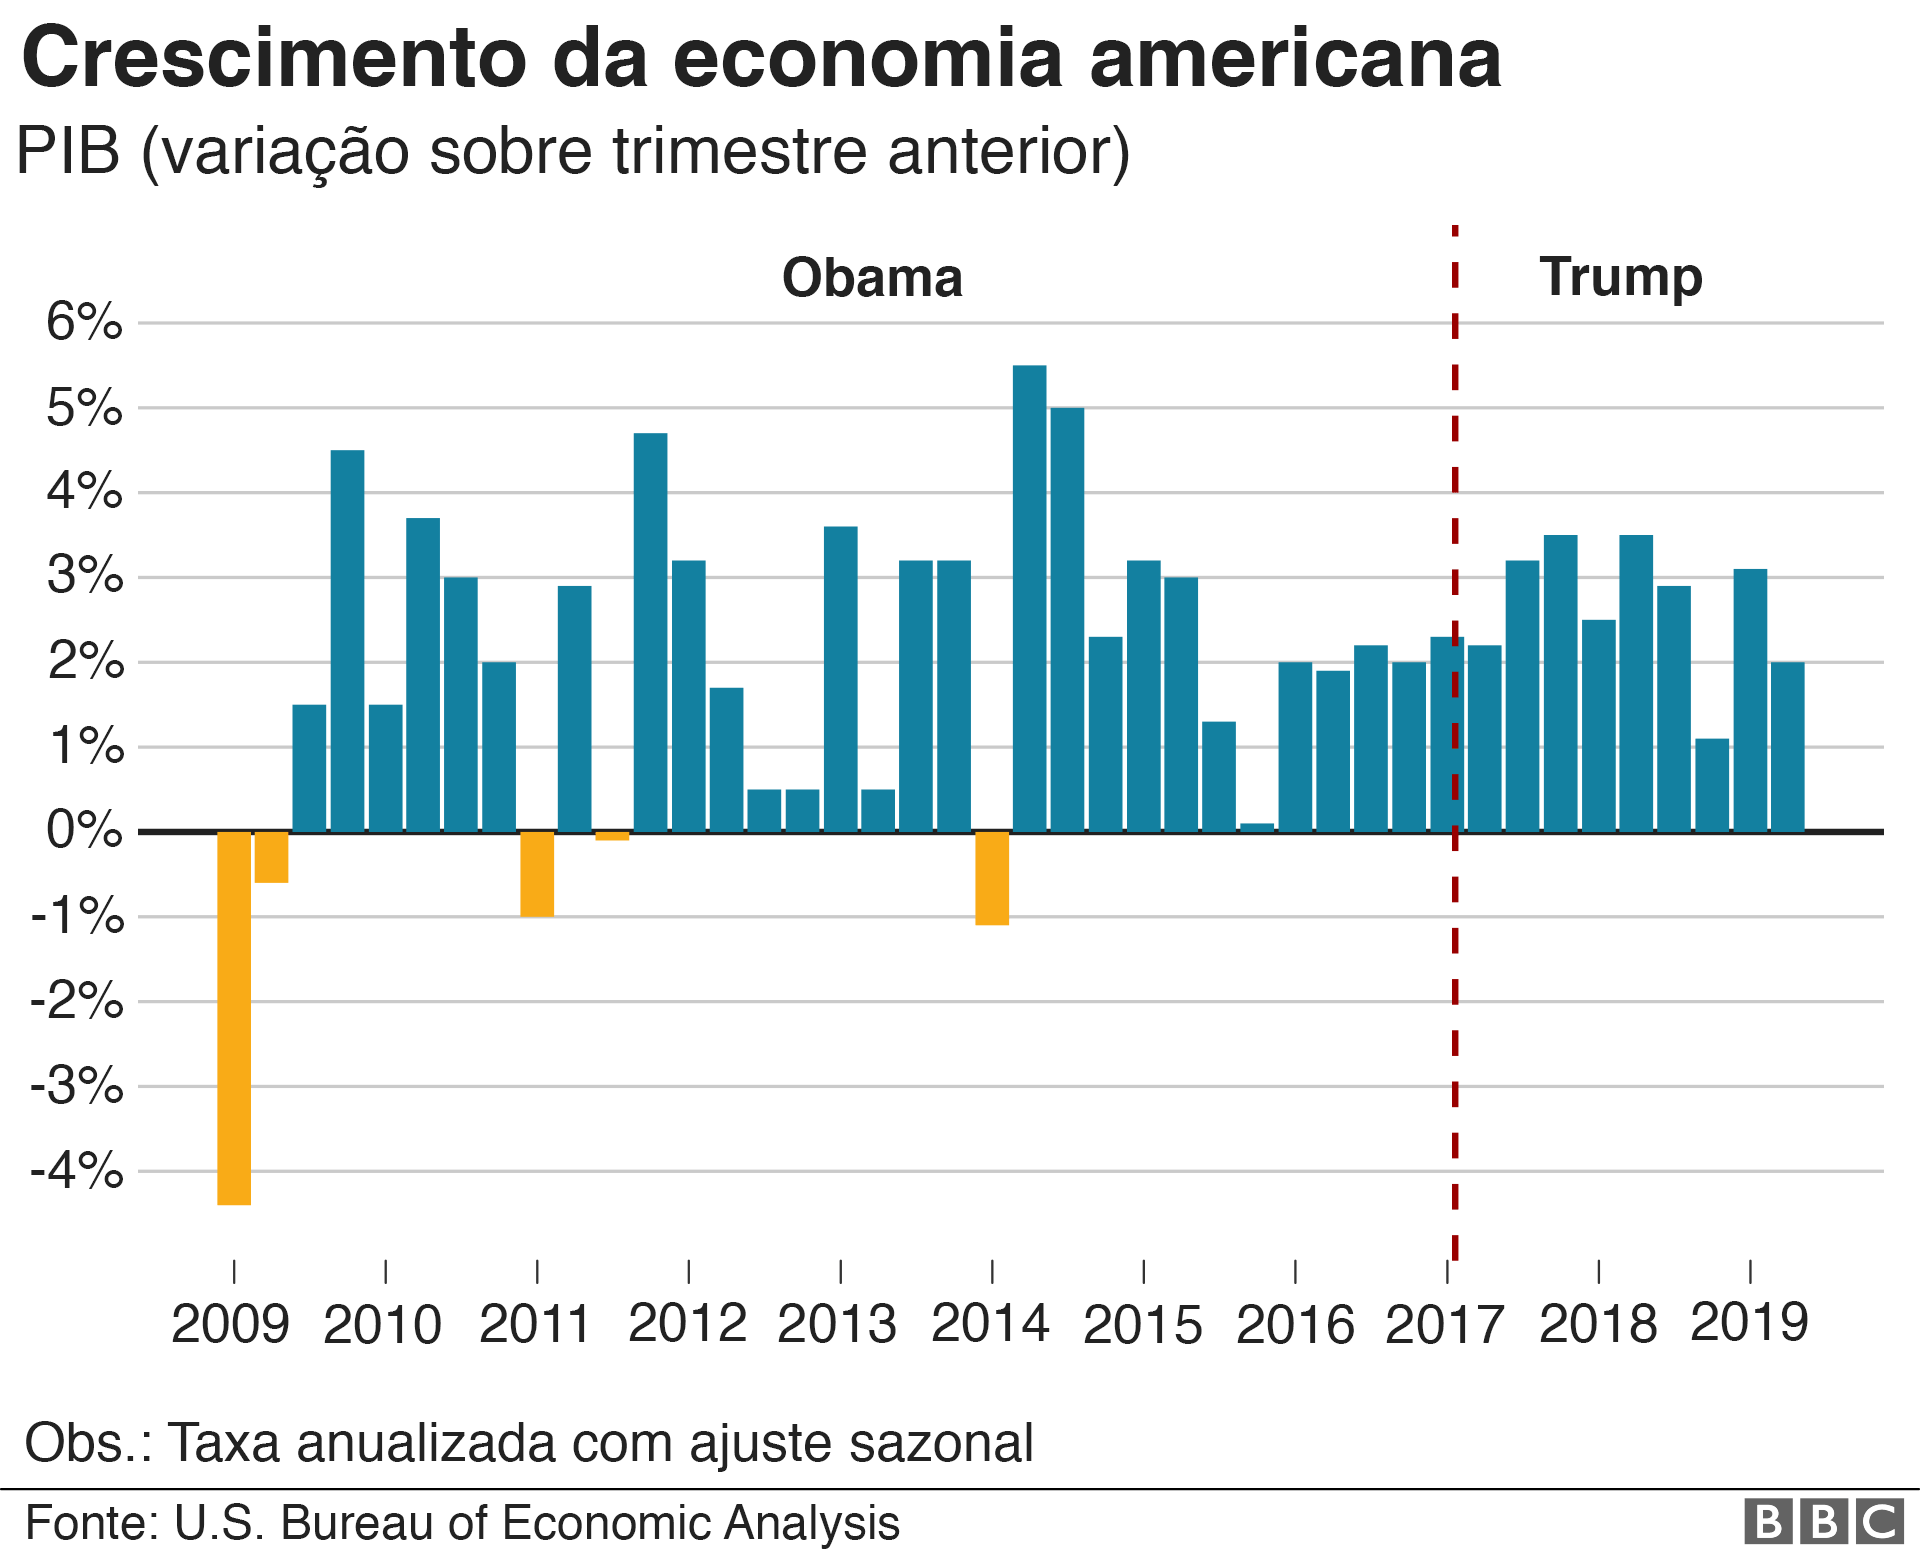 Crescimento da economia americana
PIB (variação sobre trimestre anterior)
Obama
Trump
6%
5%
4%
3%
2%
1%
0%
-1%
-2%
-3%
-4%
2009 2010 2011 2012 2013 2014 2015 2016 2017 2018 2019
Obs.: Taxa anualizada com ajuste sazonal
Fonte: U.S. Bureau of Economic Analysis
BBC